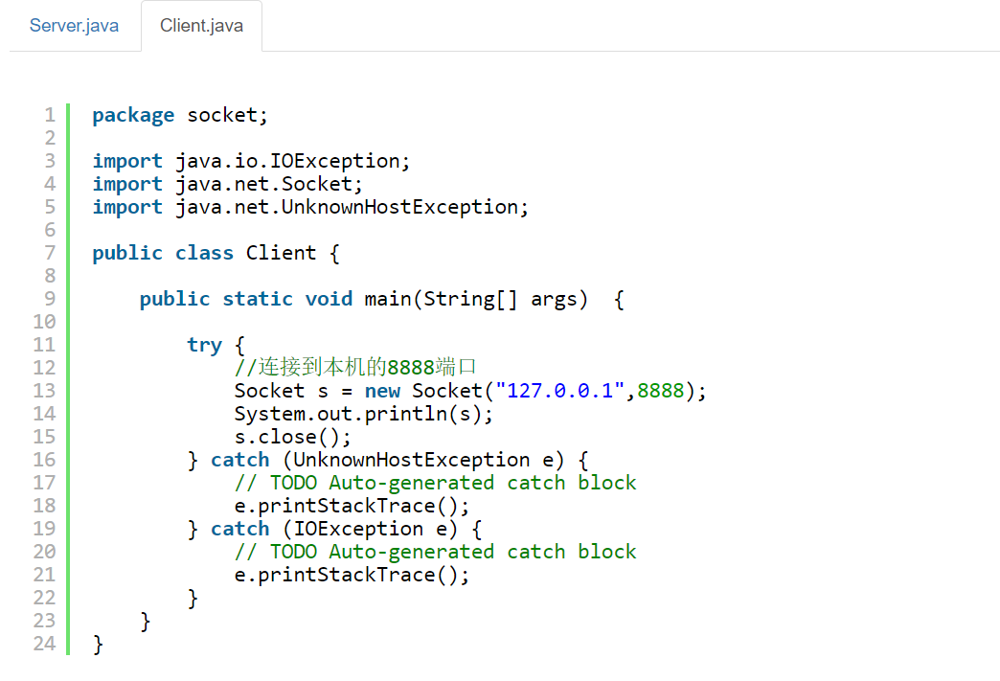 Server.java Client.java
1 package socket;
2
3 import java.io.IOException;
4 import java.net.Socket;
5 import java.net.UnknownHostException;
6
7 public class Client {
8
9     public static void main(String[] args)  {
10
11         try {
12             //连接到本机的8888端口
13             Socket s = new Socket("127.0.0.1",8888);
14             System.out.println(s);
15             s.close();
16         } catch (UnknownHostException e) {
17             // TODO Auto-generated catch block
18             e.printStackTrace();
19         } catch (IOException e) {
20             // TODO Auto-generated catch block
21             e.printStackTrace();
22         }
23     }
24 }